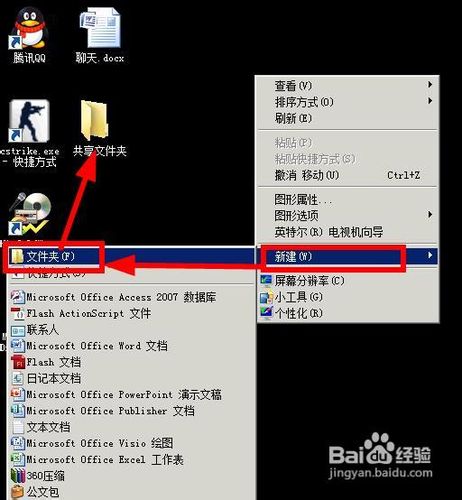 腾讯QQ
聊天.docx
cstrike.exe
- 快捷方式
共享文件夹
查看(V)
排序方式(O)
刷新(E)
粘贴(P)
粘贴快捷方式(S)
撤消 移动(U) Ctrl+Z
图形属性...
图形选项
英特尔(R) 电视机向导
新建(W)
屏幕分辨率(C)
小工具(G)
个性化(R)
文件夹(F)
快捷方式(S)
Microsoft Office Access 2007 数据库
Flash ActionScript 文件
联系人
Microsoft Office Word 文档
Flash 文档
日记本文档
Microsoft Office PowerPoint 演示文稿
Microsoft Office Publisher 文档
文本文档
Microsoft Office Visio 绘图
Microsoft Office Excel 工作表
360压缩
公文包
Baidu经验
jingyan.baidu.com